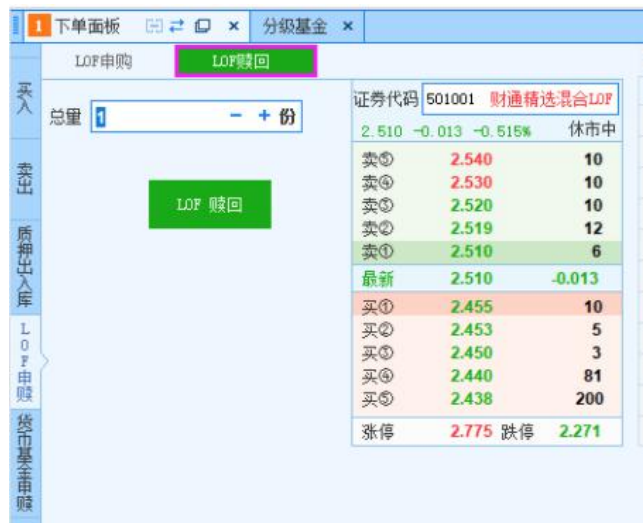 1 下单面板 分级基金
LOF申购 LOF赎回
买入
卖出
质押出入库
LOF申赎
货币基金申赎
总量 1 - + 份
LOF 赎回
证券代码 501001 财通精选混合LOF
2.510 -0.013 -0.515% 休市中
卖⑤ 2.540 10
卖④ 2.530 10
卖③ 2.520 10
卖② 2.519 12
卖① 2.510 6
最新 2.510 -0.013
买① 2.455 10
买② 2.453 5
买③ 2.450 3
买④ 2.440 81
买⑤ 2.438 200
涨停 2.775 跌停 2.271